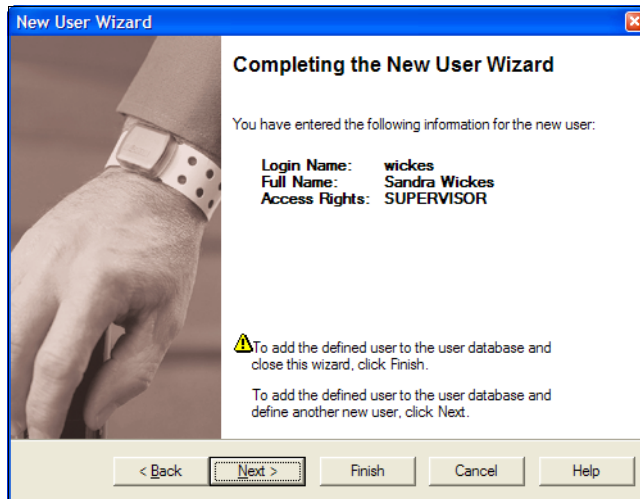 New User Wizard
Completing the New User Wizard
You have entered the following information for the new user:
Login Name: wickes
Full Name: Sandra Wickes
Access Rights: SUPERVISOR
To add the defined user to the user database and
close this wizard, click Finish.
To add the defined user to the user database and
define another new user, click Next.
< Back Next > Finish Cancel Help